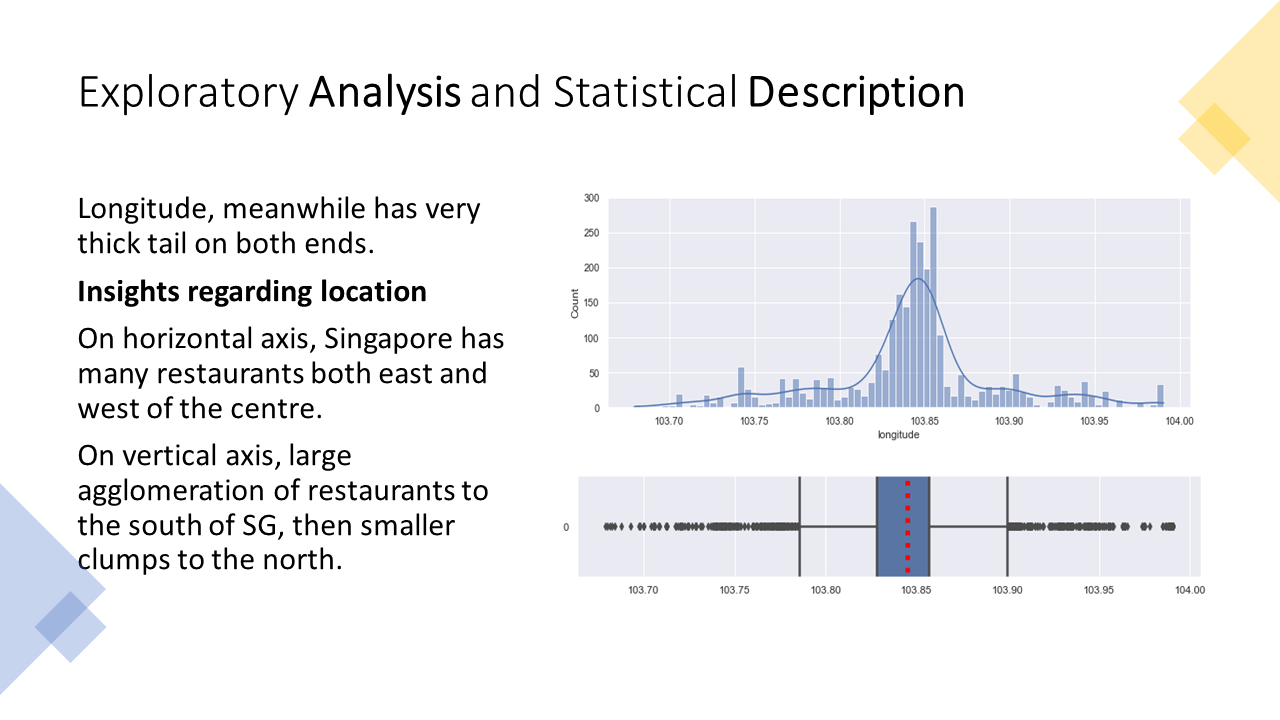 Exploratory Analysis and Statistical Description
Longitude, meanwhile has very
thick tail on both ends.
Insights regarding location
On horizontal axis, Singapore has
many restaurants both east and
west of the centre.
On vertical axis, large
agglomeration of restaurants to
the south of SG, then smaller
clumps to the north.
300
250
200
150
100
50
0
Count
103.70 103.75 103.80 103.85 103.90 103.95 104.00
longitude
0
103.70 103.75 103.80 103.85 103.90 103.95 104.00